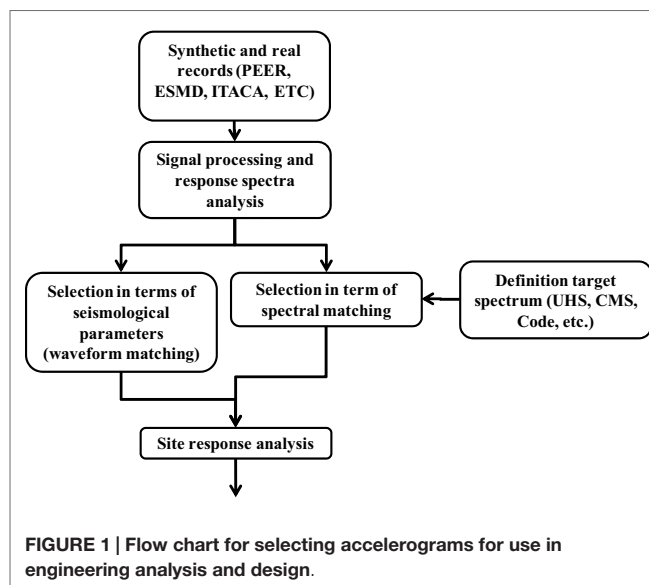 Synthetic and real
records (PEER,
ESMD, ITACA, ETC)
Signal processing and
response spectra
analysis
Selection in terms of
seismological
parameters
(waveform matching)
Selection in term of
spectral matching
Definition target
spectrum (UHS, CMS,
Code, etc.)
Site response analysis
FIGURE 1 | Flow chart for selecting accelerograms for use in
engineering analysis and design.